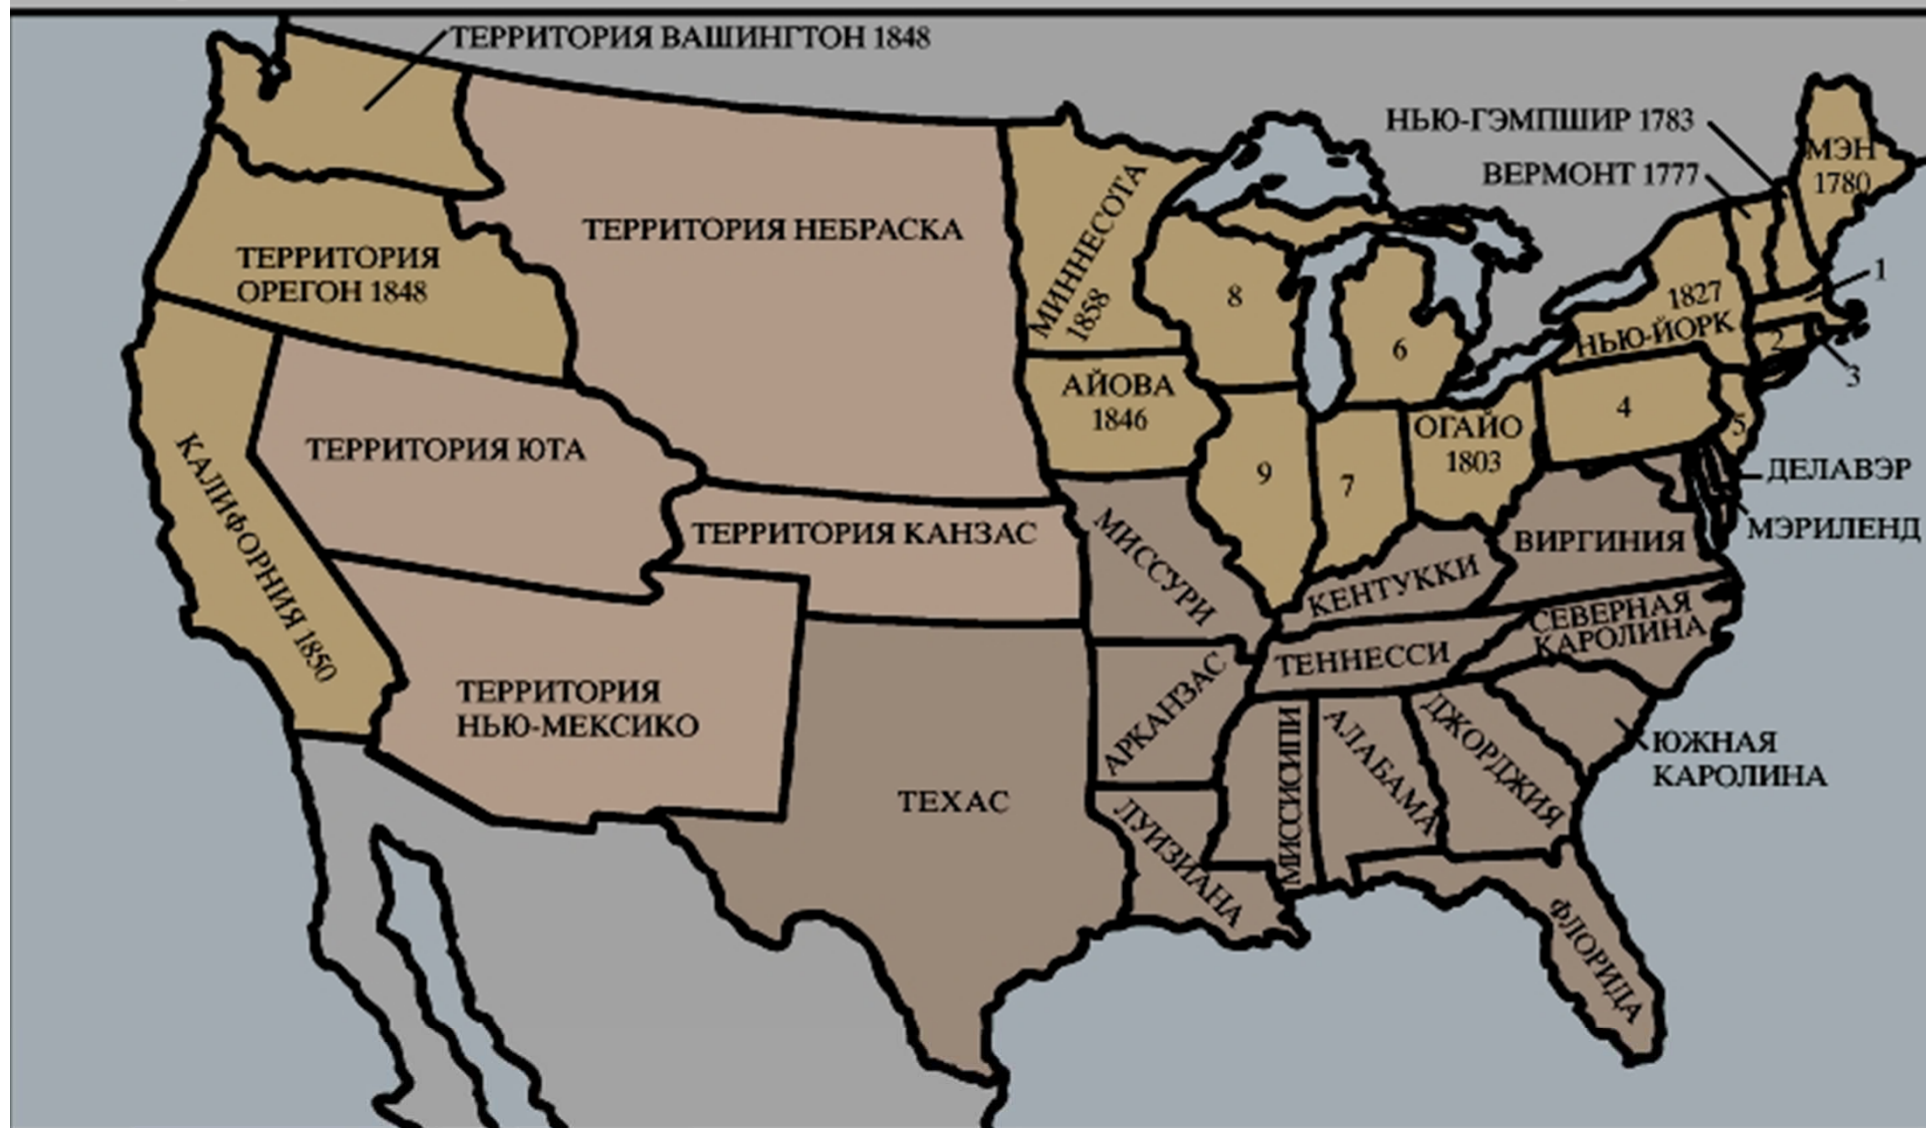 ТЕРРИТОРИЯ ВАШИНГТОН 1848
НЬЮ-ГЭМПШИР 1783
МЭН
1780
ВЕРМОНТ 1777
ТЕРРИТОРИЯ НЕБРАСКА
МИННЕСОТА
1858
ТЕРРИТОРИЯ
ОРЕГОН 1848
1
8
1827
НЬЮ-ЙОРК
6
2
3
АЙОВА
1846
4
5
ОГАЙО
1803
КАЛИФОРНИЯ 1850
ТЕРРИТОРИЯ ЮТА
9
7
ДЕЛАВЭР
МЭРИЛЕНД
ТЕРРИТОРИЯ КАНЗАС
МИССУРИ
ВИРГИНИЯ
КЕНТУККИ
СЕВЕРНАЯ
КАРОЛИНА
ТЕННЕССИ
ТЕРРИТОРИЯ
НЬЮ-МЕКСИКО
АРКАНЗАС
МИССИСИПИ
АЛАБАМА
ДЖОРДЖИЯ
ЮЖНАЯ
КАРОЛИНА
ТЕХАС
ЛУИЗИАНА
ФЛОРИДА